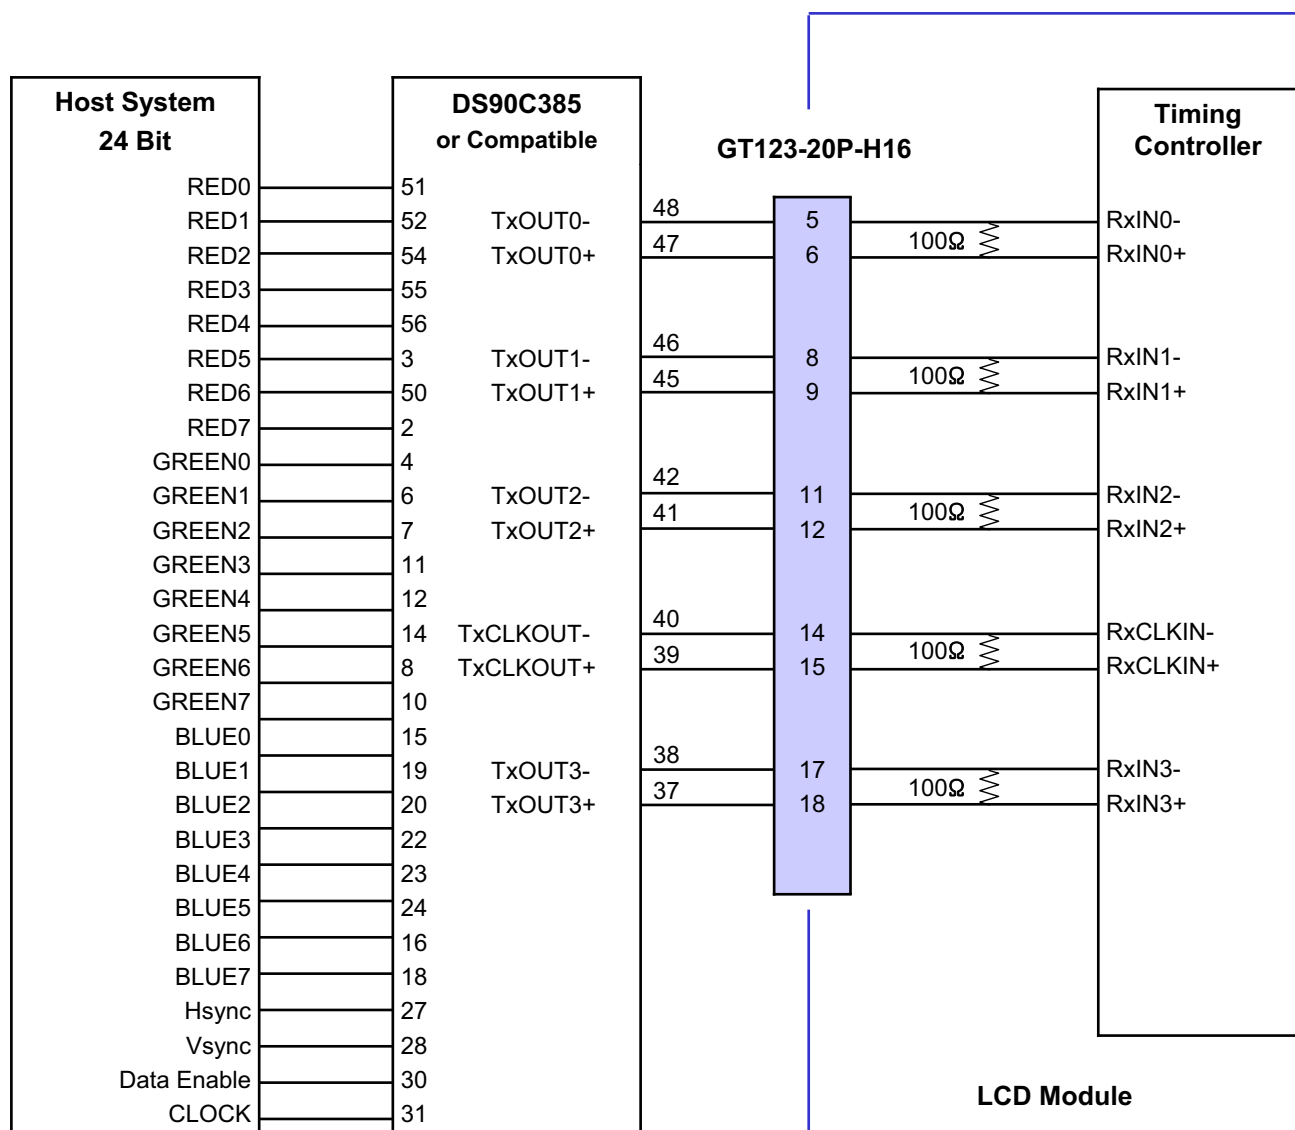 Host System
24 Bit
DS90C385
or Compatible
GT123-20P-H16
Timing
Controller
RED0 51
RED1 52 TxOUT0- 48 5 RxIN0-
100Ω
RED2 54 TxOUT0+ 47 6 RxIN0+
RED3 55
RED4 56
RED5 3 TxOUT1- 46 8 RxIN1-
100Ω
RED6 50 TxOUT1+ 45 9 RxIN1+
RED7 2
GREEN0 4
GREEN1 6 TxOUT2- 42 11 RxIN2-
100Ω
GREEN2 7 TxOUT2+ 41 12 RxIN2+
GREEN3 11
GREEN4 12
GREEN5 14 TxCLKOUT- 40 14 RxCLKIN-
100Ω
GREEN6 8 TxCLKOUT+ 39 15 RxCLKIN+
GREEN7 10
BLUE0 15
BLUE1 19 TxOUT3- 38 17 RxIN3-
100Ω
BLUE2 20 TxOUT3+ 37 18 RxIN3+
BLUE3 22
BLUE4 23
BLUE5 24
BLUE6 16
BLUE7 18
Hsync 27
Vsync 28
Data Enable 30
CLOCK 31
LCD Module